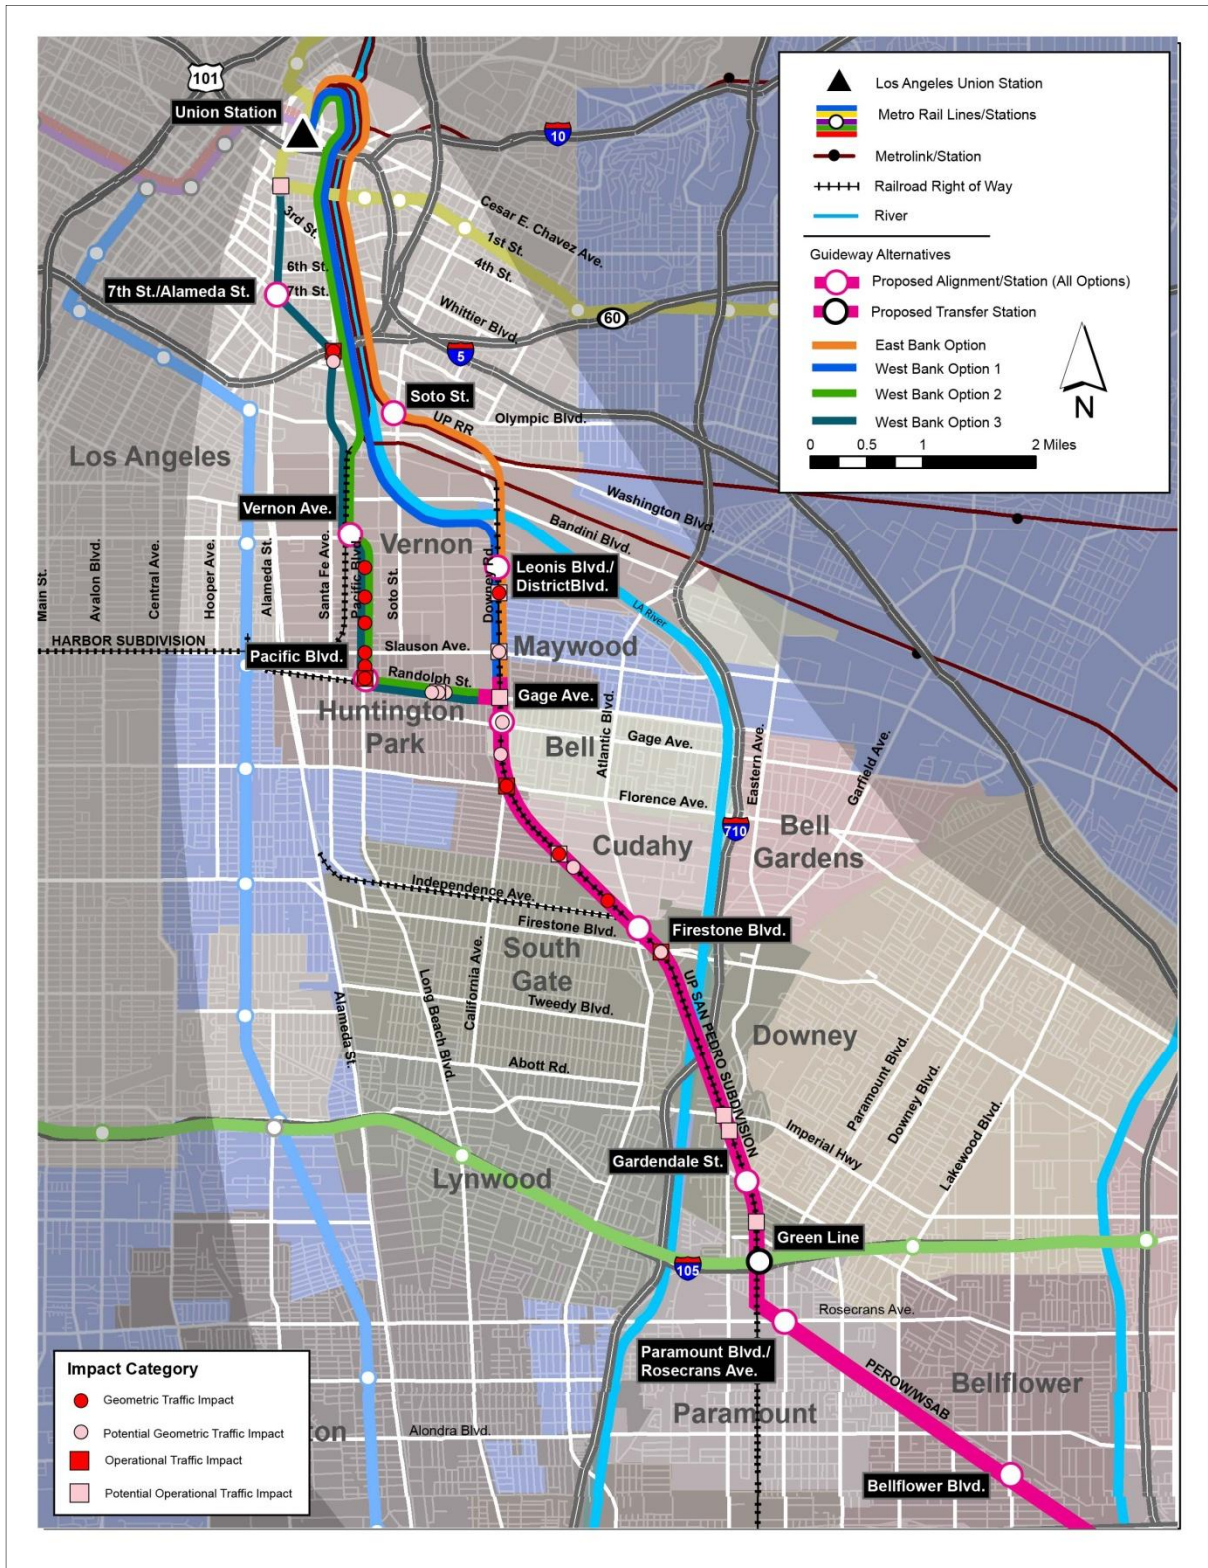 101
Union Station
10
Los Angeles Union Station
Metro Rail Lines/Stations
Metrolink/Station
Railroad Right of Way
River
Guideway Alternatives
Proposed Alignment/Station (All Options)
Proposed Transfer Station
East Bank Option
West Bank Option 1
West Bank Option 2
West Bank Option 3
0 0.5 1 2 Miles
N
3rd St.
Cesar E. Chavez Ave.
1st St.
4th St.
6th St.
7th St./Alameda St.
7th St.
Whittier Blvd.
60
5
Soto St.
UP RR
Olympic Blvd.
Los Angeles
Washington Blvd.
Bandini Blvd.
Vernon Ave.
Vernon
Leonis Blvd./
DistrictBlvd.
Main St.
Avalon Blvd.
Central Ave.
Hooper Ave.
Alameda St.
Santa Fe Ave.
Pacific Blvd.
Soto St.
Downey Rd.
LA River
HARBOR SUBDIVISION
Slauson Ave.
Maywood
Pacific Blvd.
Randolph St.
Gage Ave.
Huntington
Park
Bell
Gage Ave.
Atlantic Blvd.
Eastern Ave.
Garfield Ave.
Florence Ave.
710
Bell
Gardens
Cudahy
Independence Ave.
Firestone Blvd.
Firestone Blvd.
South
Gate
Tweedy Blvd.
California Ave.
Long Beach Blvd.
Alameda St.
Abott Rd.
UP SAN PEDRO SUBDIVISION
Downey
Paramount Blvd.
Downey Blvd.
Lakewood Blvd.
Imperial Hwy
Gardendale St.
Lynwood
Green Line
105
Rosecrans Ave.
Paramount Blvd./
Rosecrans Ave.
PEROW/WSAB
Bellflower
Paramount
Alondra Blvd.
Bellflower Blvd.
ton
Impact Category
Geometric Traffic Impact
Potential Geometric Traffic Impact
Operational Traffic Impact
Potential Operational Traffic Impact